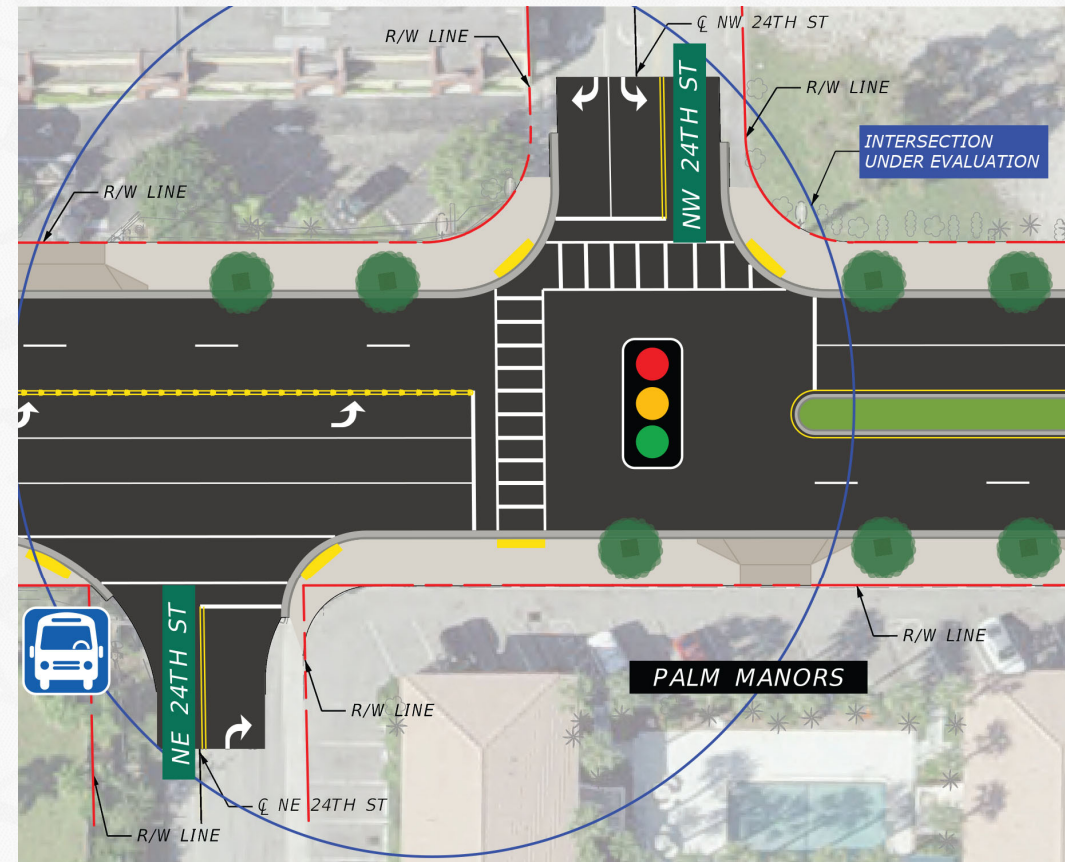 R/W LINE
℄ NW 24TH ST
NW 24TH ST
R/W LINE
INTERSECTION
UNDER EVALUATION
R/W LINE
NE 24TH ST
R/W LINE
PALM MANORS
R/W LINE
℄ NE 24TH ST
R/W LINE